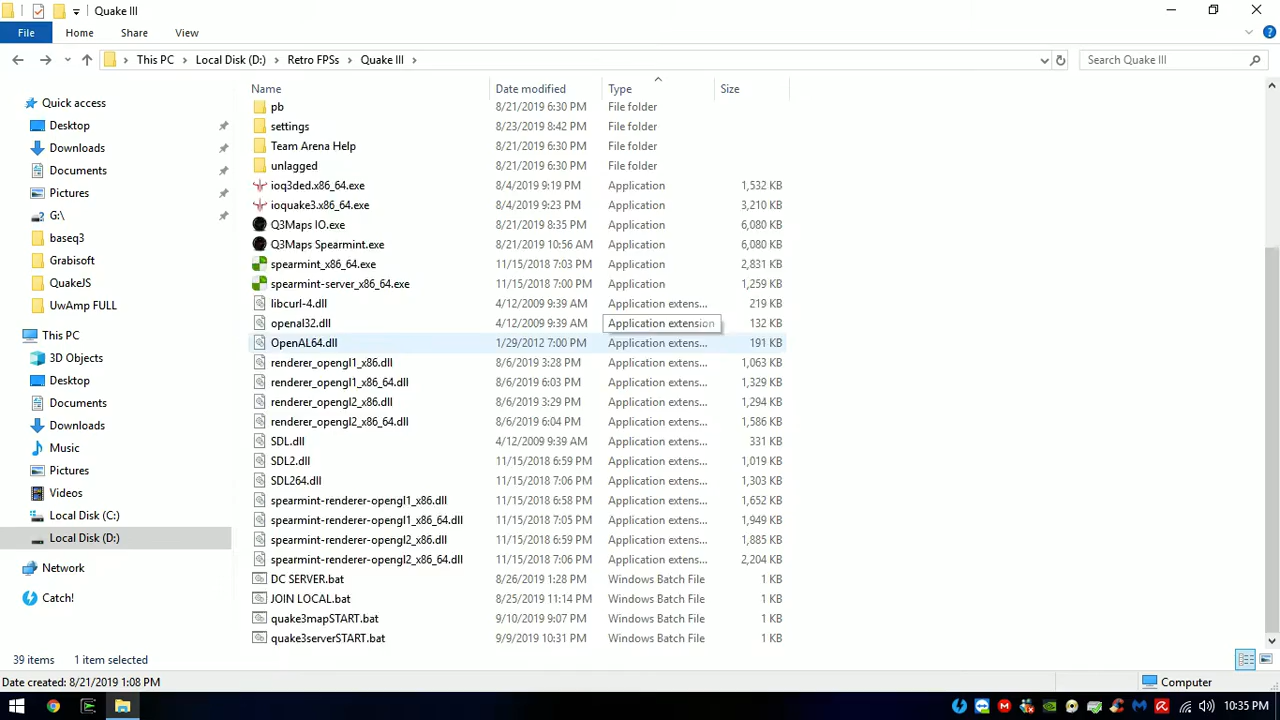 Quake III
File Home Share View
This PC Local Disk (D:) Retro FPSs Quake III Search Quake III
Name Date modified Type Size
pb 8/21/2019 6:30 PM File folder
settings 8/23/2019 8:42 PM File folder
Team Arena Help 8/21/2019 6:30 PM File folder
unlagged 8/21/2019 6:30 PM File folder
ioq3ded.x86_64.exe 8/4/2019 9:19 PM Application 1,532 KB
ioquake3.x86_64.exe 8/4/2019 9:23 PM Application 3,210 KB
Q3Maps IO.exe 8/21/2019 8:35 PM Application 6,080 KB
Q3Maps Spearmint.exe 8/21/2019 10:56 AM Application 6,080 KB
spearmint_x86_64.exe 11/15/2018 7:03 PM Application 2,831 KB
spearmint-server_x86_64.exe 11/15/2018 7:00 PM Application 1,259 KB
libcurl-4.dll 4/12/2009 9:39 AM Application extens... 219 KB
openal32.dll 4/12/2009 9:39 AM Application extension 132 KB
OpenAL64.dll 1/29/2012 7:00 PM Application extens... 191 KB
renderer_opengl1_x86.dll 8/6/2019 3:28 PM Application extens... 1,063 KB
renderer_opengl1_x86_64.dll 8/6/2019 6:03 PM Application extens... 1,329 KB
renderer_opengl2_x86.dll 8/6/2019 3:29 PM Application extens... 1,294 KB
renderer_opengl2_x86_64.dll 8/6/2019 6:04 PM Application extens... 1,586 KB
SDL.dll 4/12/2009 9:39 AM Application extens... 331 KB
SDL2.dll 11/15/2018 6:59 PM Application extens... 1,019 KB
SDL264.dll 11/15/2018 7:06 PM Application extens... 1,303 KB
spearmint-renderer-opengl1_x86.dll 11/15/2018 6:58 PM Application extens... 1,652 KB
spearmint-renderer-opengl1_x86_64.dll 11/15/2018 7:05 PM Application extens... 1,949 KB
spearmint-renderer-opengl2_x86.dll 11/15/2018 6:59 PM Application extens... 1,885 KB
spearmint-renderer-opengl2_x86_64.dll 11/15/2018 7:06 PM Application extens... 2,204 KB
DC SERVER.bat 8/26/2019 1:28 PM Windows Batch File 1 KB
JOIN LOCAL.bat 8/25/2019 11:14 PM Windows Batch File 1 KB
quake3mapSTART.bat 9/10/2019 9:07 PM Windows Batch File 1 KB
quake3serverSTART.bat 9/9/2019 10:31 PM Windows Batch File 1 KB
Quick access
Desktop
Downloads
Documents
Pictures
G:\
baseq3
Grabisoft
QuakeJS
UwAmp FULL
This PC
3D Objects
Desktop
Documents
Downloads
Music
Pictures
Videos
Local Disk (C:)
Local Disk (D:)
Network
Catch!
39 items 1 item selected
Date created: 8/21/2019 1:08 PM Computer
10:35 PM